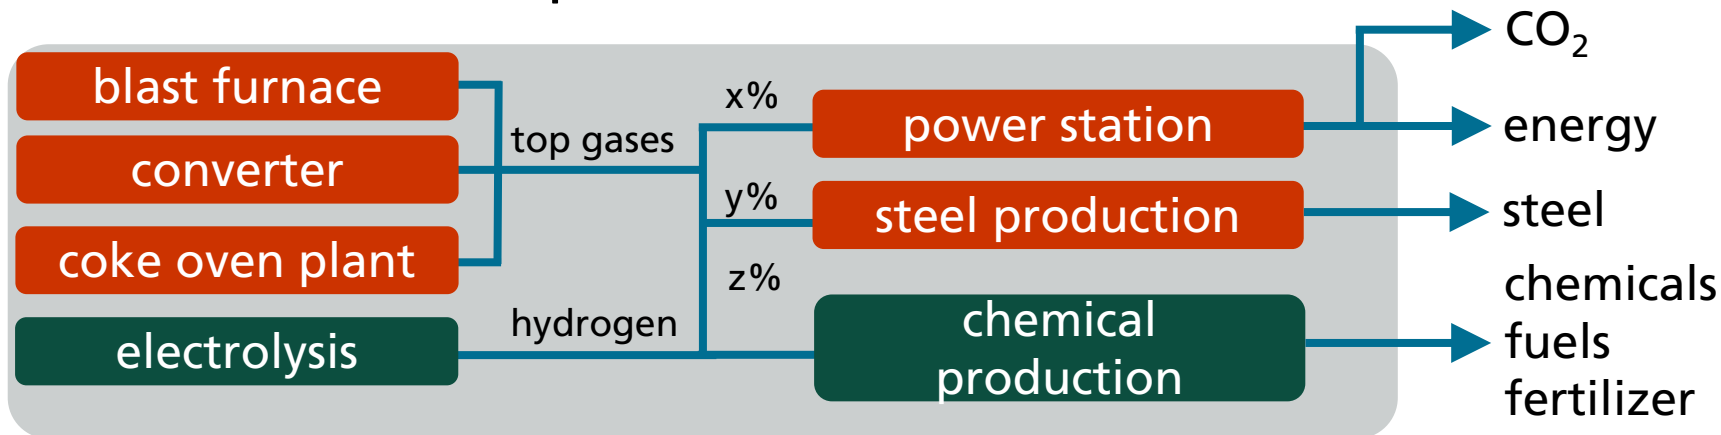 CO₂
blast furnace
x%
power station
energy
top gases
converter
y%
steel production
steel
coke oven plant
z%
chemicals
hydrogen
chemical
production
fuels
electrolysis
fertilizer